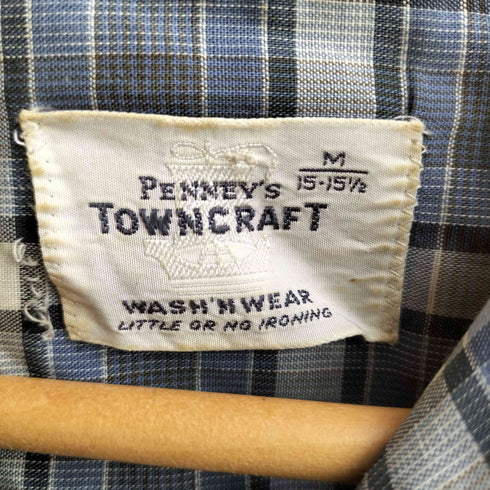 M
15-15½
PENNEY'S
TOWNCRAFT
WASH'N WEAR
LITTLE OR NO IRONING